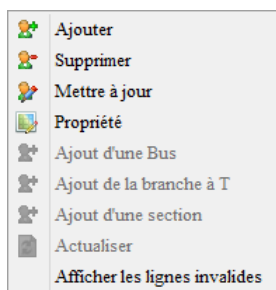 Ajouter
Supprimer
Mettre à jour
Propriété
Ajout d'une Bus
Ajout de la branche à T
Ajout d'une section
Actualiser
Afficher les lignes invalides